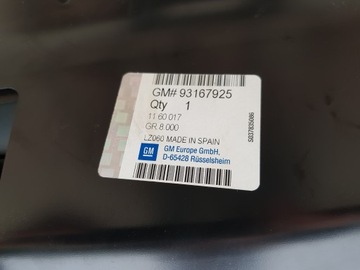 GM# 93167925
Qty 1
11 60 017
GR.8.000
LZ060 MADE IN SPAIN
GM
GM Europe GmbH,
D-65428 Rüsselsheim